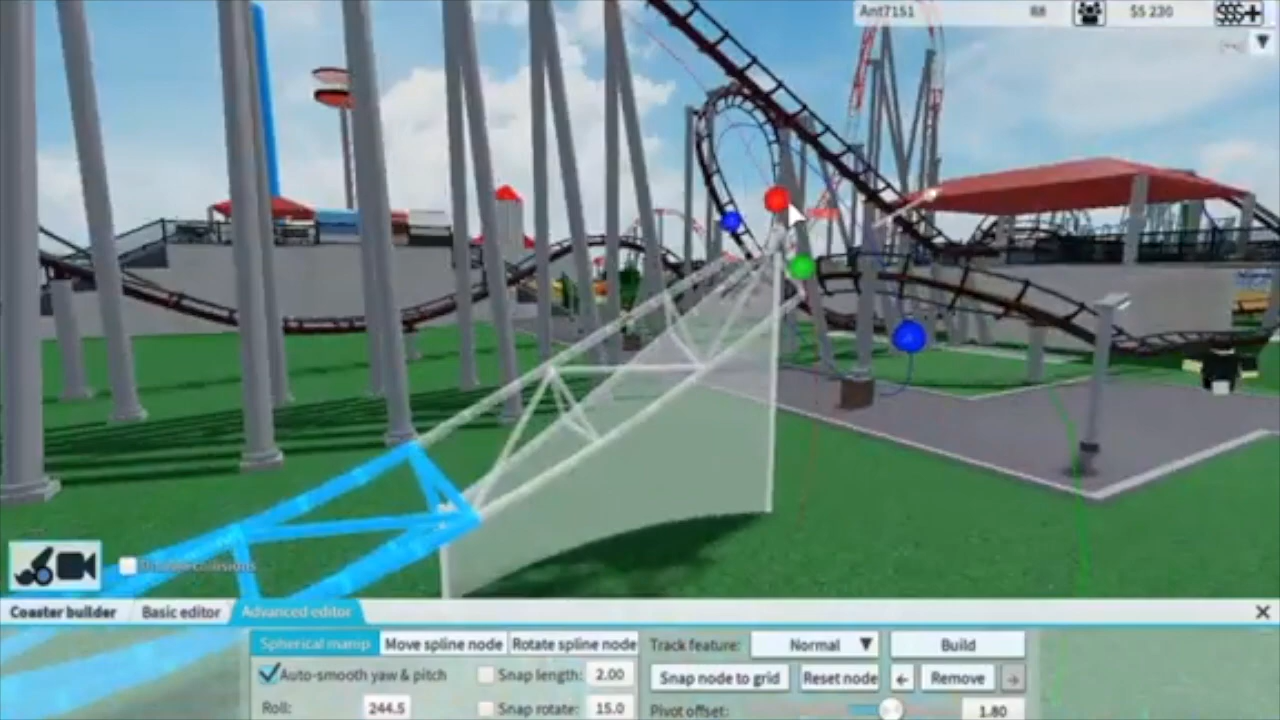 Ant7151 88 $5 230 $$$+
Disable collisions
Coaster builder Basic editor Advanced editor
Spherical manip Move spline node Rotate spline node Track feature: Normal Build
Auto-smooth yaw & pitch Snap length: 2.00 Snap node to grid Reset node Remove
Roll: 244.5 Snap rotate: 15.0 Pivot offset: 1.80